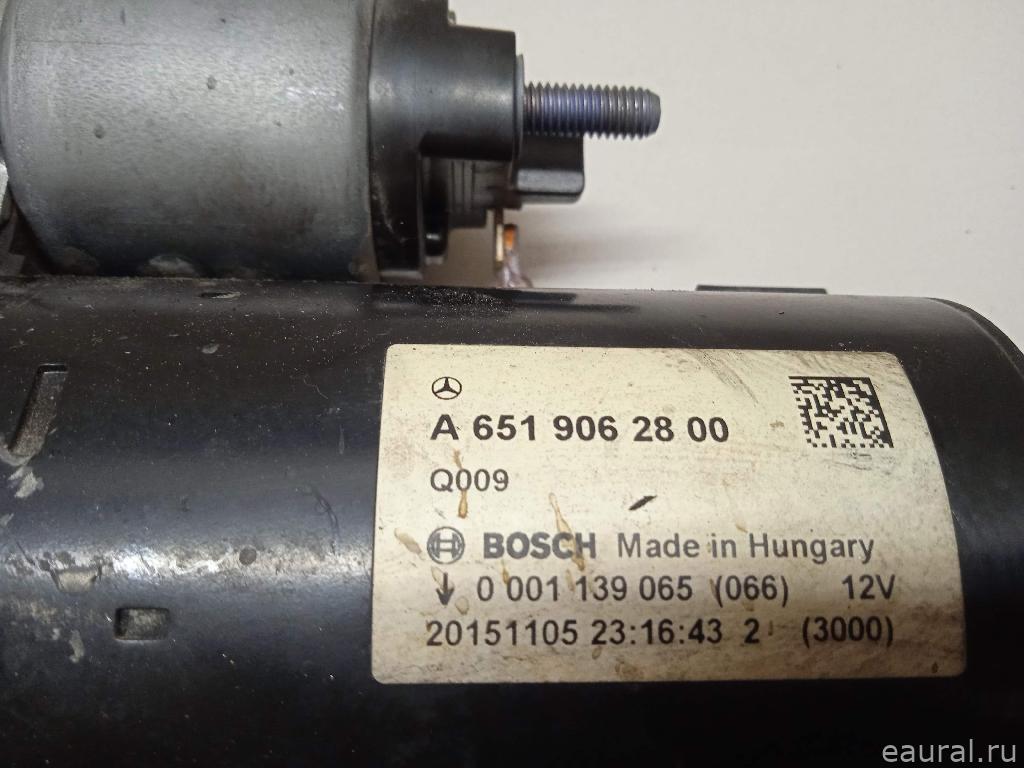 A 651 906 28 00
Q009
BOSCH Made in Hungary
0 001 139 065 (066) 12V
20151105 23:16:43 2 (3000)
eaural.ru